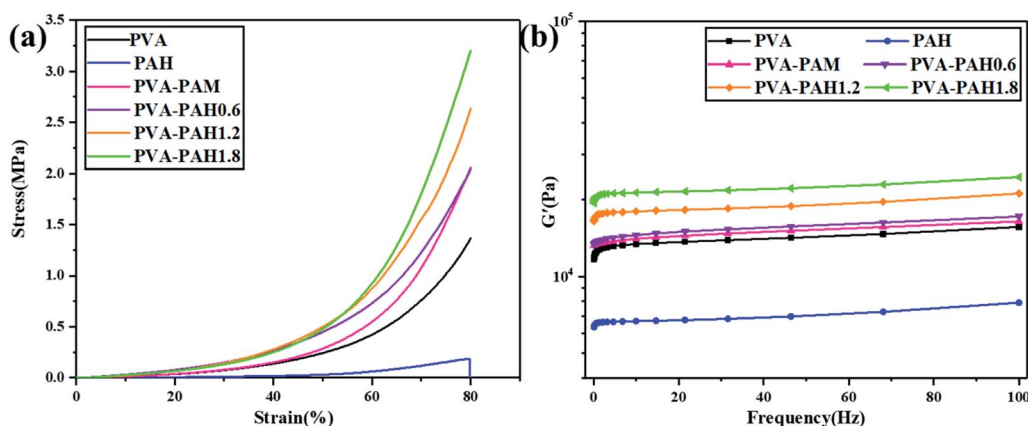 (a)
3.5
3.0
2.5
2.0
1.5
1.0
0.5
0.0
Stress(MPa)
PVA
PAH
PVA-PAM
PVA-PAH0.6
PVA-PAH1.2
PVA-PAH1.8
0 20 40 60 80
Strain(%)
(b)
10⁵
10⁴
G'(Pa)
PVA PAH
PVA-PAM PVA-PAH0.6
PVA-PAH1.2 PVA-PAH1.8
0 20 40 60 80 100
Frequency(Hz)